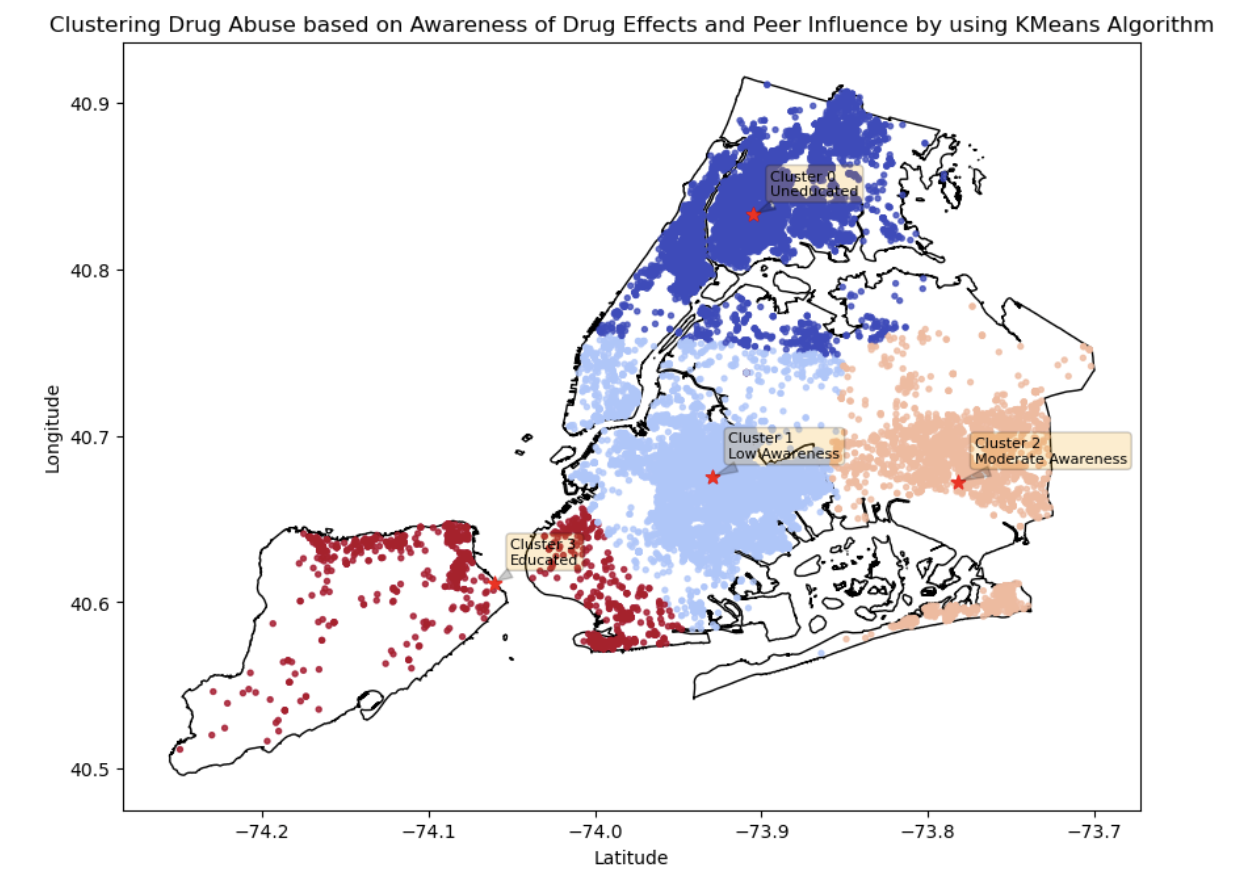 Clustering Drug Abuse based on Awareness of Drug Effects and Peer Influence by using KMeans Algorithm
40.9
Cluster 0
Uneducated
40.8
Longitude
40.7
Cluster 1
Low Awareness
Cluster 2
Moderate Awareness
Cluster 3
Educated
40.6
40.5
−74.2
−74.1
−74.0
−73.9
−73.8
−73.7
Latitude